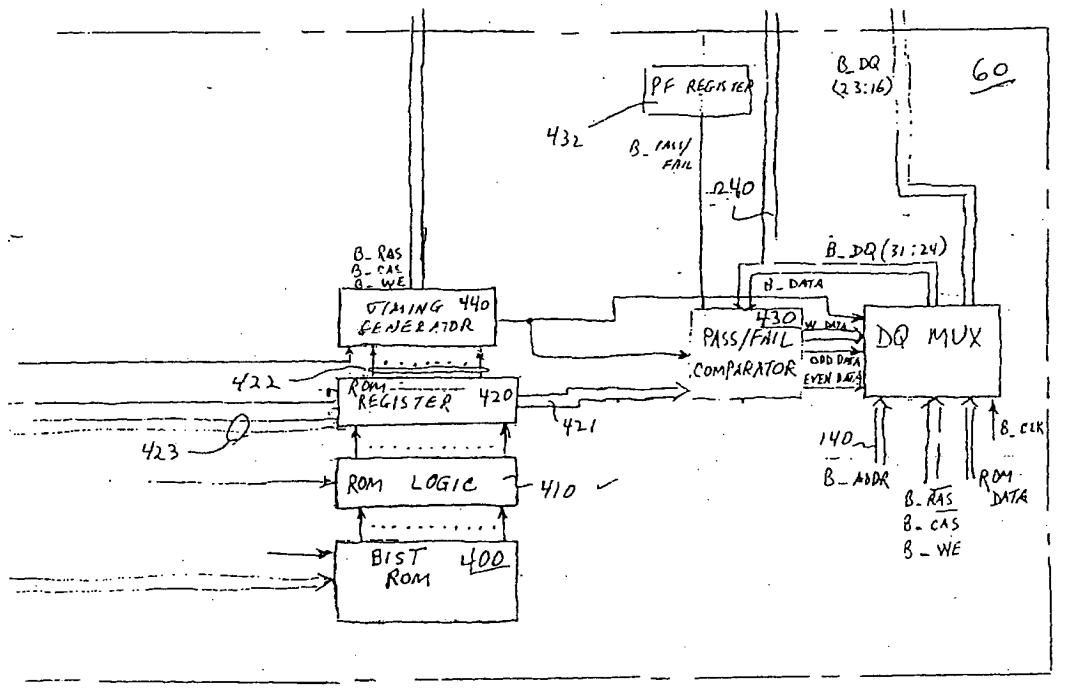 B_DQ
(23:16)
60
PF REGISTER
432
B_PASS/
FAIL
240
B_DQ(31:24)
B_DATA
B_RAS
B_CAS
B_WE
TIMING 440
GENERATOR
430
PASS/FAIL
COMPARATOR
W DATA
ODD DATA
EVEN DATA
DQ MUX
422
ROM
REGISTER 420
421
423
ROM LOGIC
410
140
B_ADDR
B_RAS
B_CAS
B_WE
ROM
DATA
B_CLK
BIST 400
ROM